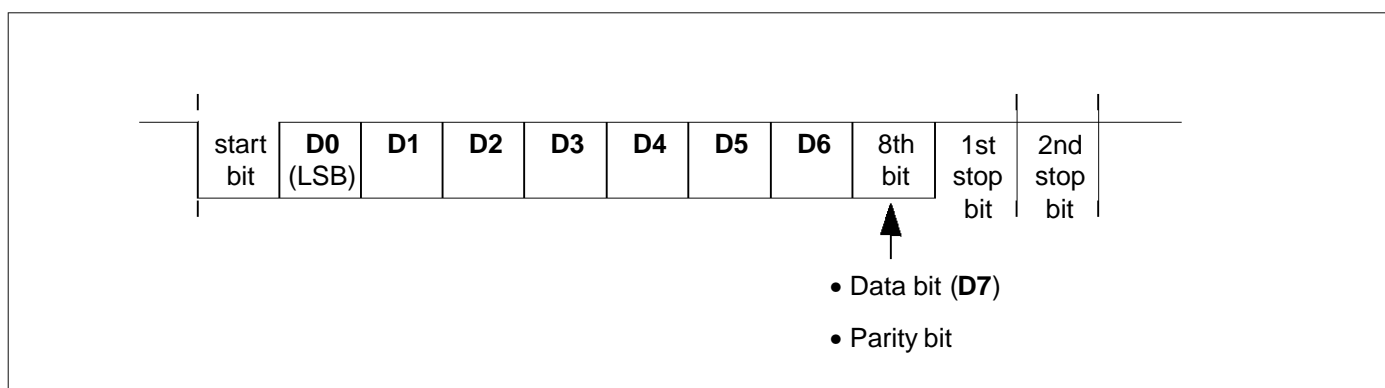 start bit
D0 (LSB)
D1
D2
D3
D4
D5
D6
8th bit
1st stop bit
2nd stop bit
• Data bit (D7)
• Parity bit